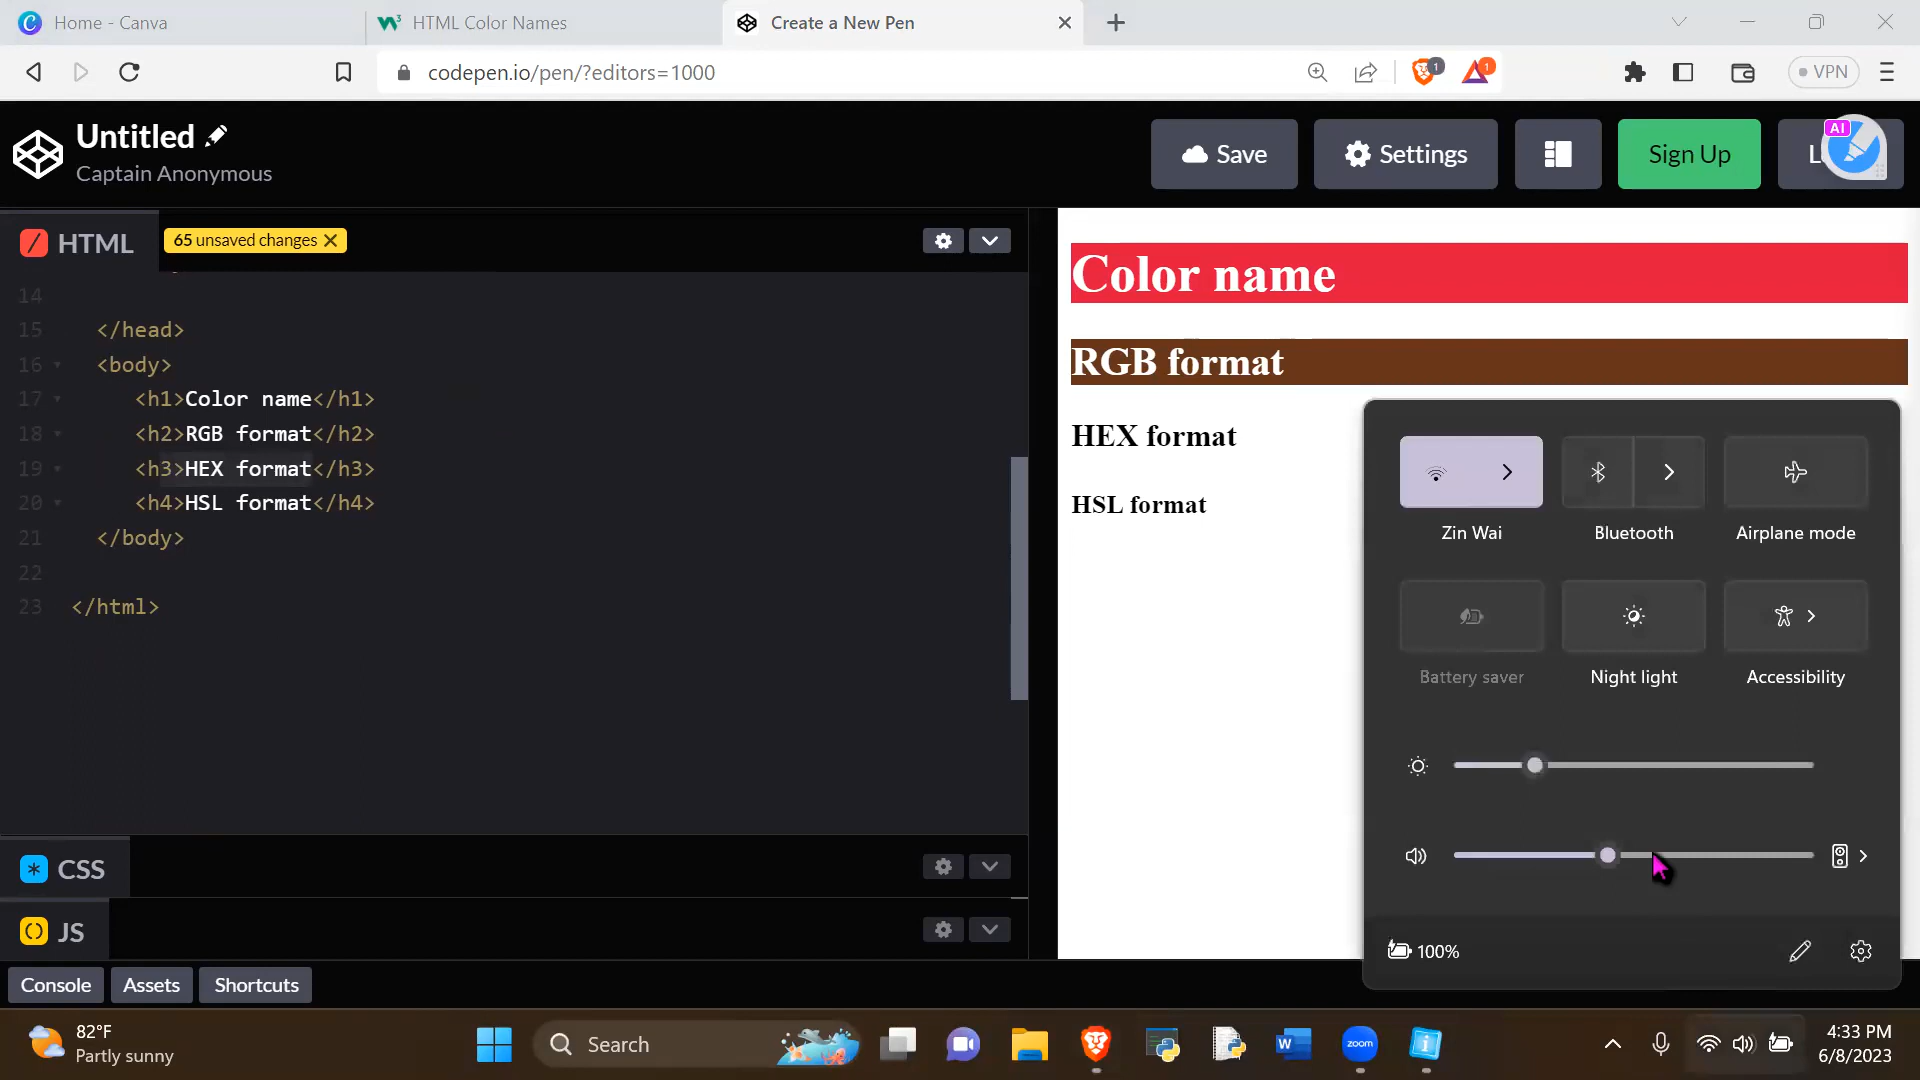 Home - Canva
HTML Color Names
Create a New Pen
codepen.io/pen/?editors=1000
1
1
VPN
Untitled
Captain Anonymous
Save
Settings
Sign Up
AI
HTML
65 unsaved changes
14
15 </head>
16 <body>
17 <h1>Color name</h1>
18 <h2>RGB format</h2>
19 <h3>HEX format</h3>
20 <h4>HSL format</h4>
21 </body>
22
23 </html>
Color name
RGB format
HEX format
HSL format
Zin Wai
Bluetooth
Airplane mode
Battery saver
Night light
Accessibility
100%
CSS
JS
Console
Assets
Shortcuts
82°F
Partly sunny
Search
W
zoom
4:33 PM
6/8/2023